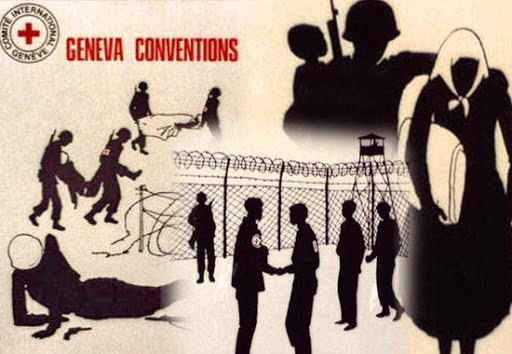 COMITÉ INTERNATIONAL
GENÈVE
GENEVA CONVENTIONS